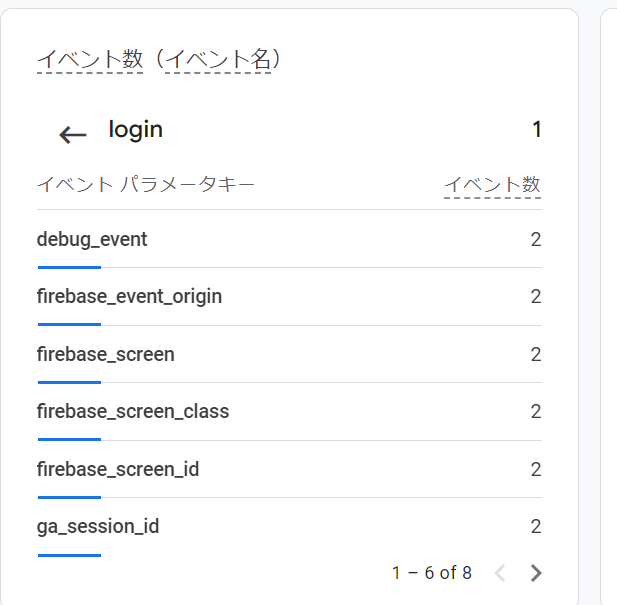 イベント数（イベント名）
← login 1
イベント パラメータキー イベント数
debug_event 2
firebase_event_origin 2
firebase_screen 2
firebase_screen_class 2
firebase_screen_id 2
ga_session_id 2
1 – 6 of 8